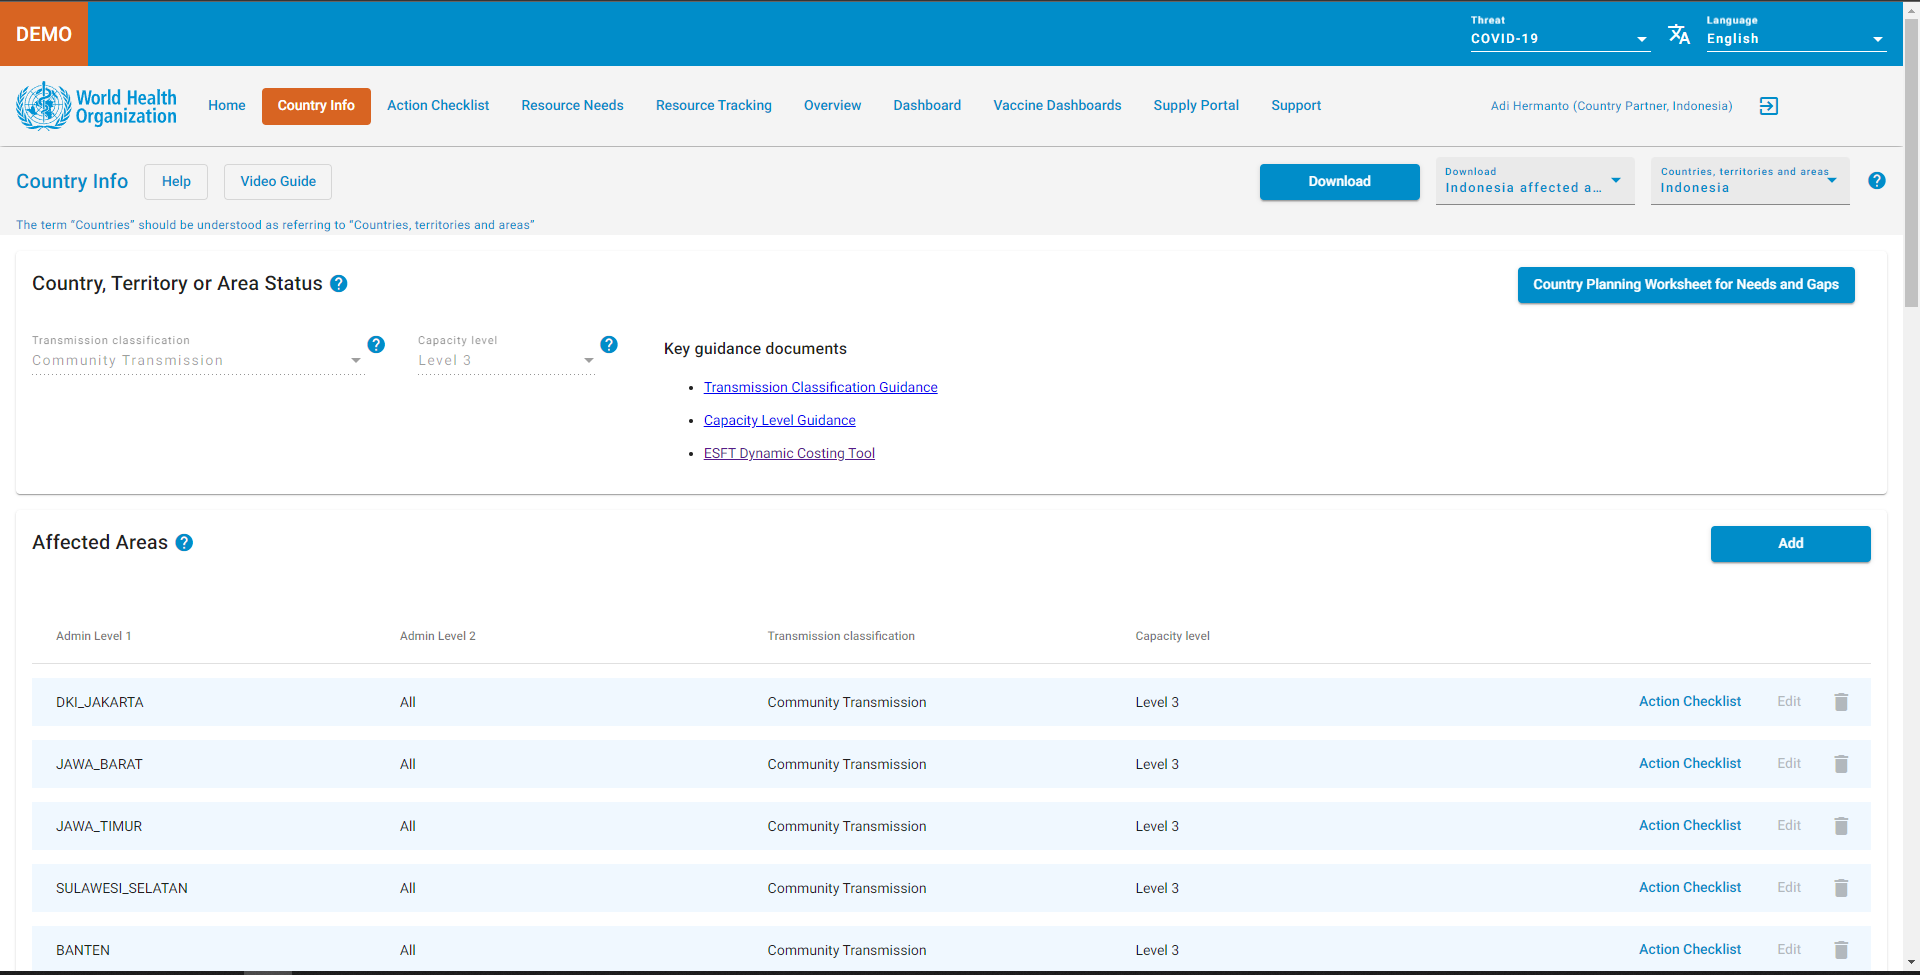 DEMO
Threat
COVID-19
Language
English
World Health
Organization
Home
Country Info
Action Checklist
Resource Needs
Resource Tracking
Overview
Dashboard
Vaccine Dashboards
Supply Portal
Support
Adi Hermanto (Country Partner, Indonesia)
Country Info
Help
Video Guide
Download
Download
Indonesia affected a...
Countries, territories and areas
Indonesia
The term “Countries” should be understood as referring to “Countries, territories and areas”
Country, Territory or Area Status
Country Planning Worksheet for Needs and Gaps
Transmission classification
Community Transmission
Capacity level
Level 3
Key guidance documents
Transmission Classification Guidance
Capacity Level Guidance
ESFT Dynamic Costing Tool
Affected Areas
Add
Admin Level 1 Admin Level 2 Transmission classification Capacity level
DKI_JAKARTA All Community Transmission Level 3 Action Checklist Edit
JAWA_BARAT All Community Transmission Level 3 Action Checklist Edit
JAWA_TIMUR All Community Transmission Level 3 Action Checklist Edit
SULAWESI_SELATAN All Community Transmission Level 3 Action Checklist Edit
BANTEN All Community Transmission Level 3 Action Checklist Edit